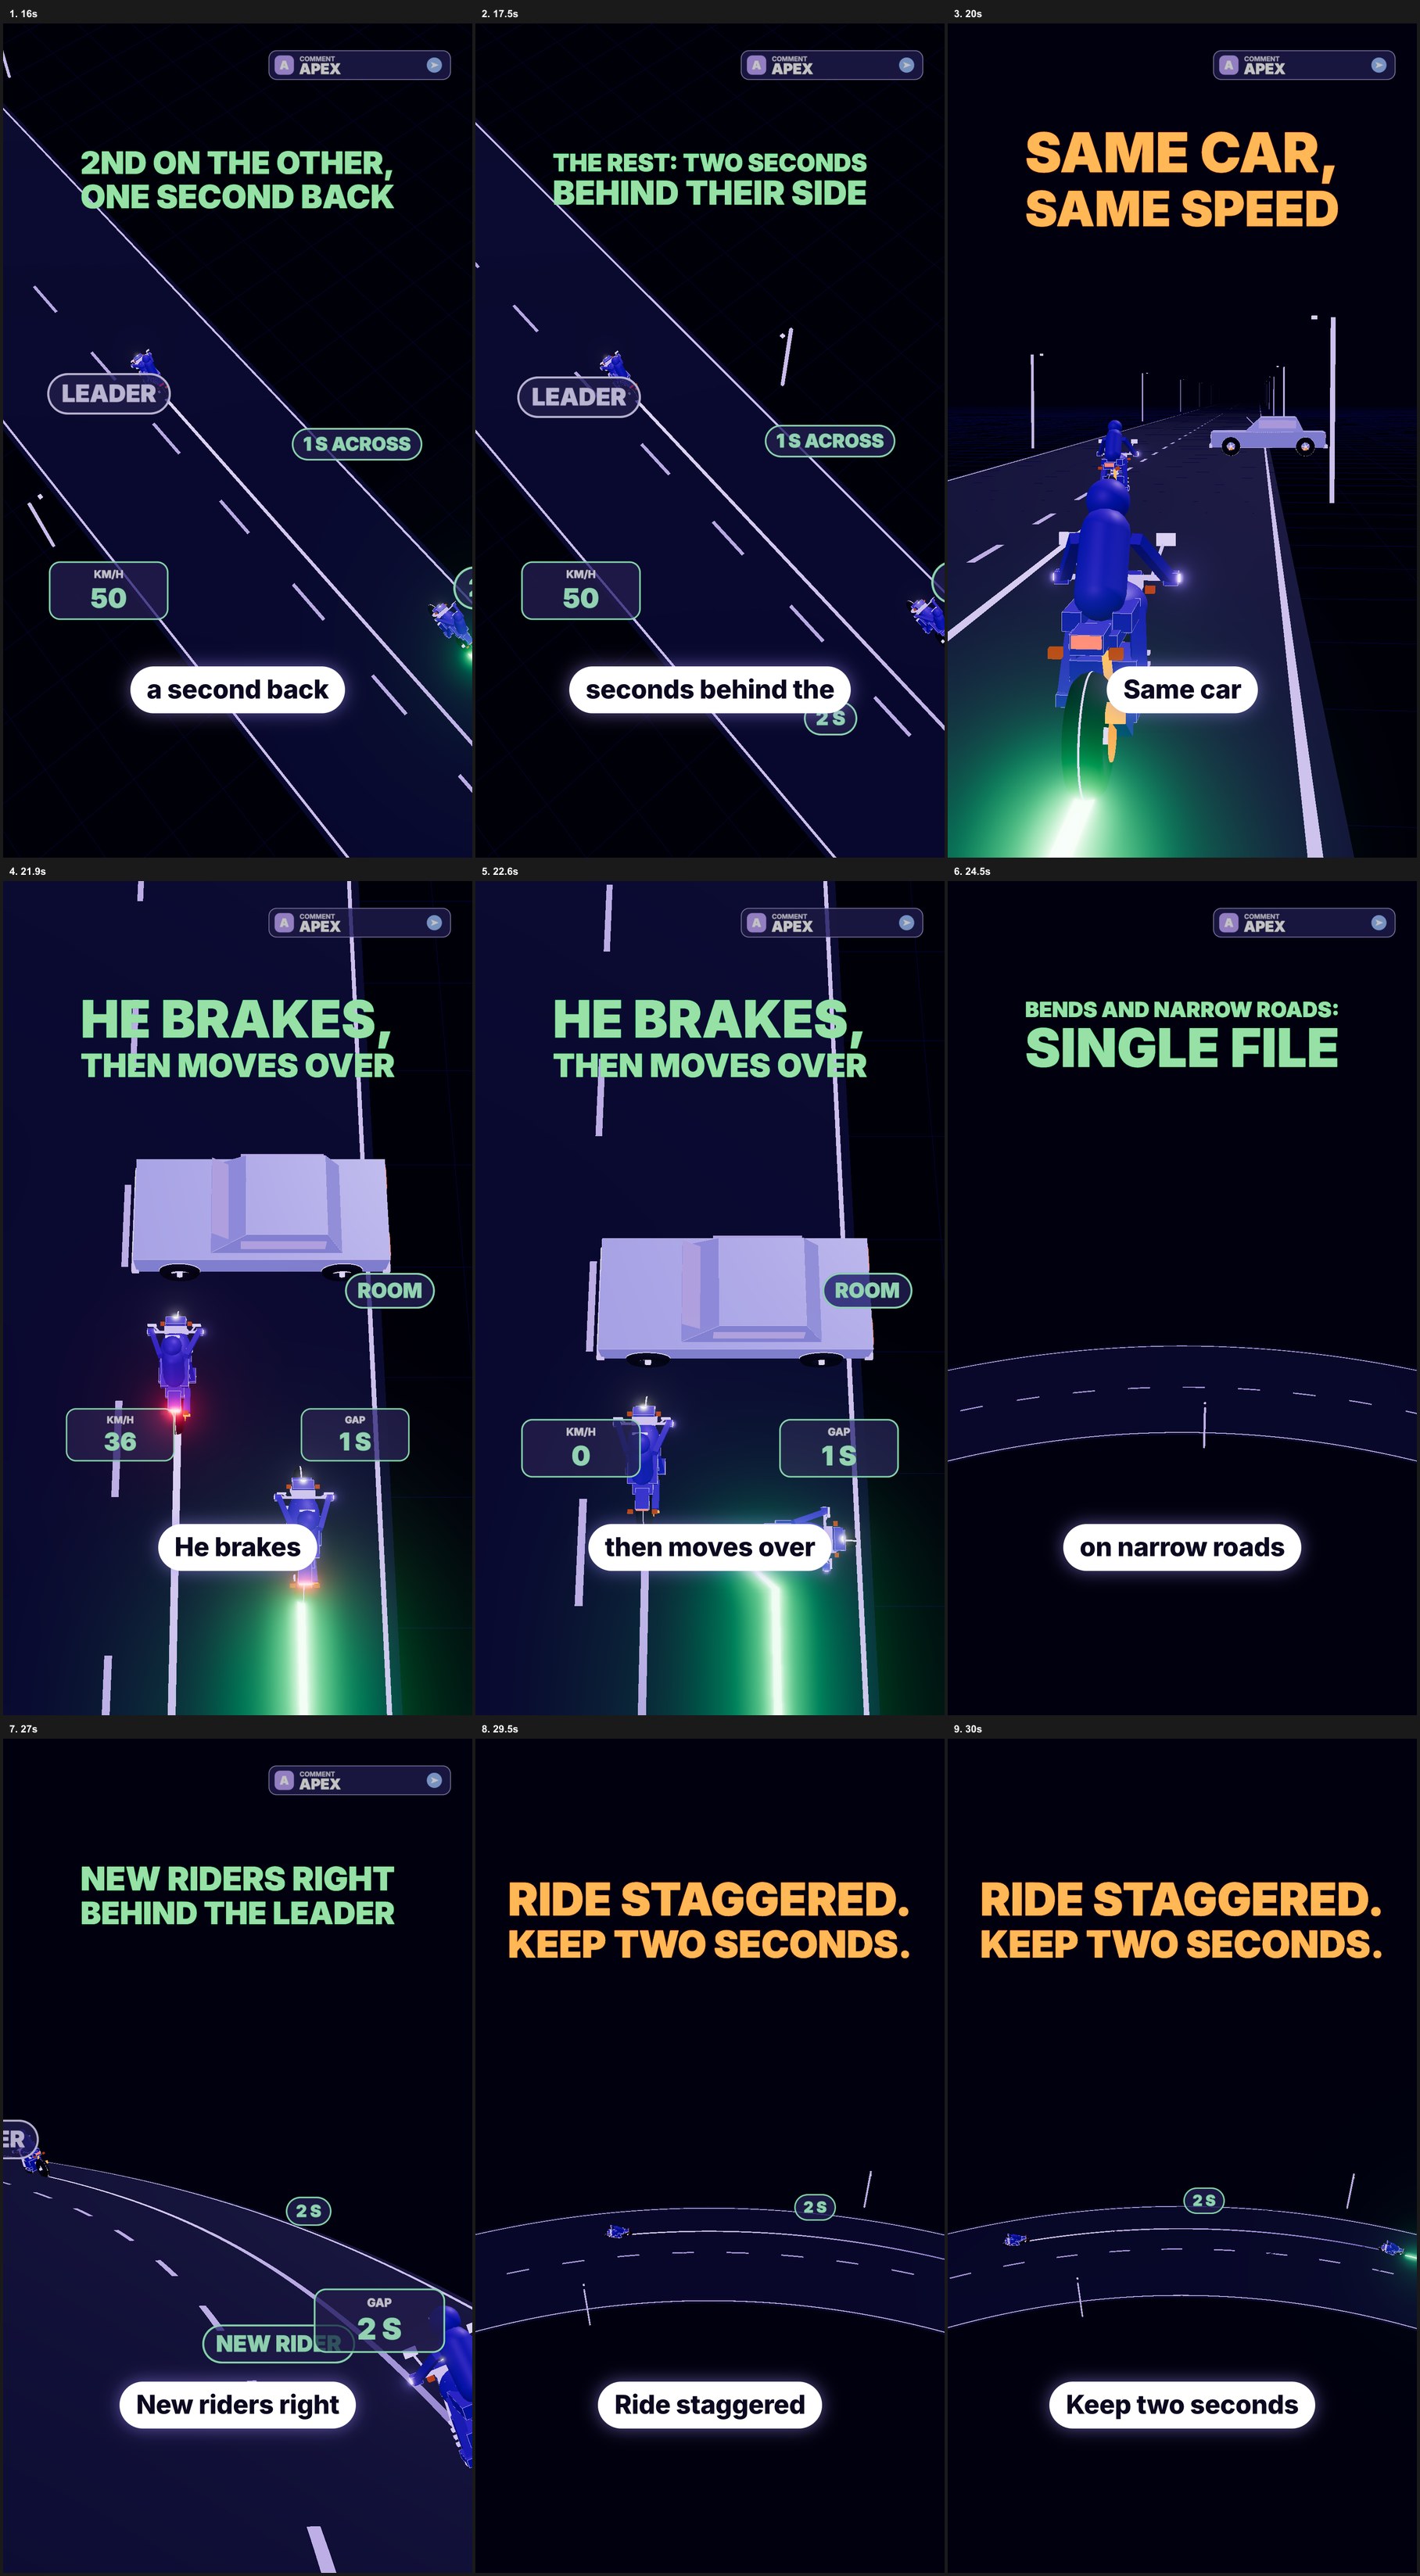 1. 16s
COMMENT
A APEX
2ND ON THE OTHER,
ONE SECOND BACK
LEADER
1 S ACROSS
KM/H
50
a second back
2. 17.5s
COMMENT
A APEX
THE REST: TWO SECONDS
BEHIND THEIR SIDE
LEADER
1 S ACROSS
KM/H
50
seconds behind the
2 S
3. 20s
COMMENT
A APEX
SAME CAR,
SAME SPEED
Same car
4. 21.9s
COMMENT
A APEX
HE BRAKES,
THEN MOVES OVER
ROOM
KM/H
36
GAP
1 S
He brakes
5. 22.6s
COMMENT
A APEX
HE BRAKES,
THEN MOVES OVER
ROOM
KM/H
0
GAP
1 S
then moves over
6. 24.5s
COMMENT
A APEX
BENDS AND NARROW ROADS:
SINGLE FILE
on narrow roads
7. 27s
COMMENT
A APEX
NEW RIDERS RIGHT
BEHIND THE LEADER
ER
2 S
GAP
2 S
NEW RIDER
New riders right
8. 29.5s
RIDE STAGGERED.
KEEP TWO SECONDS.
2 S
Ride staggered
9. 30s
RIDE STAGGERED.
KEEP TWO SECONDS.
2 S
Keep two seconds